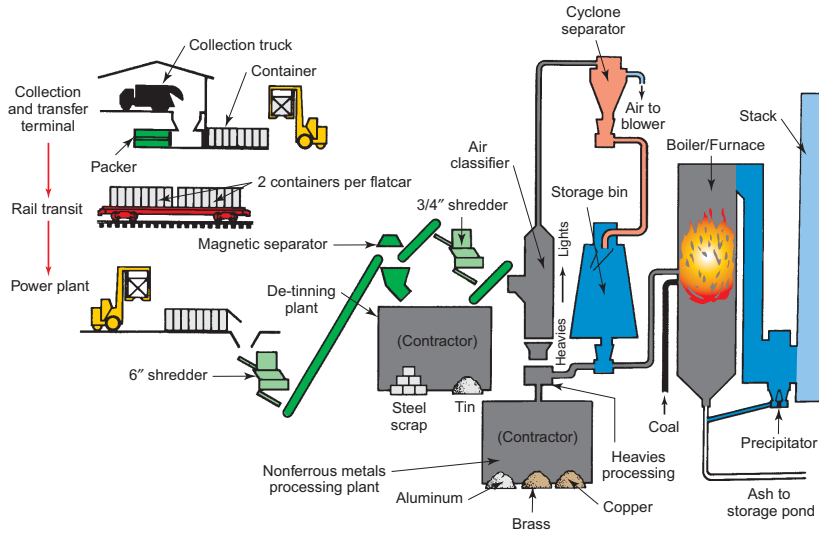 Collection truck
Container
Collection
and transfer
terminal
Packer
2 containers per flatcar
Rail transit
Power plant
6″ shredder
Magnetic separator
3/4″ shredder
De-tinning
plant
(Contractor)
Steel
scrap
Tin
Air
classifier
Cyclone
separator
Air to
blower
Storage bin
Lights
Heavies
Boiler/Furnace
Stack
Coal
Precipitator
Ash to
storage pond
Heavies
processing
(Contractor)
Nonferrous metals
processing plant
Aluminum
Brass
Copper